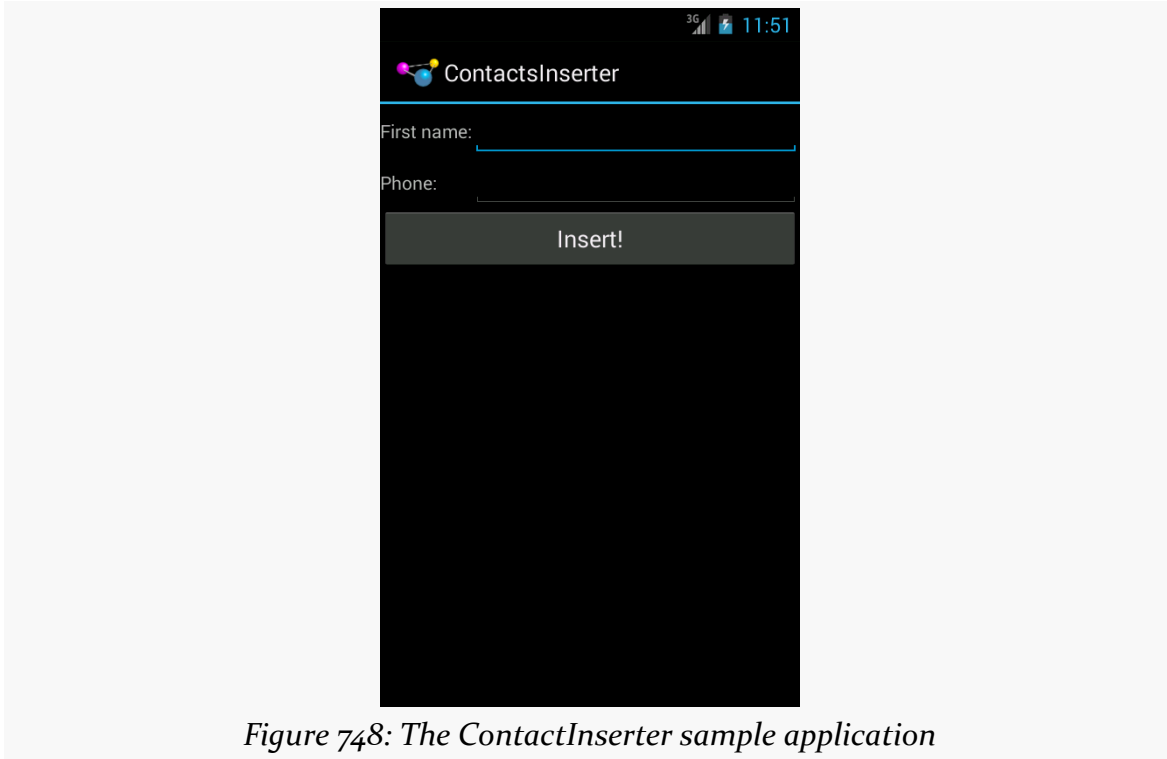 3G 11:51
ContactsInserter
First name:
Phone:
Insert!
Figure 748: The ContactInserter sample application